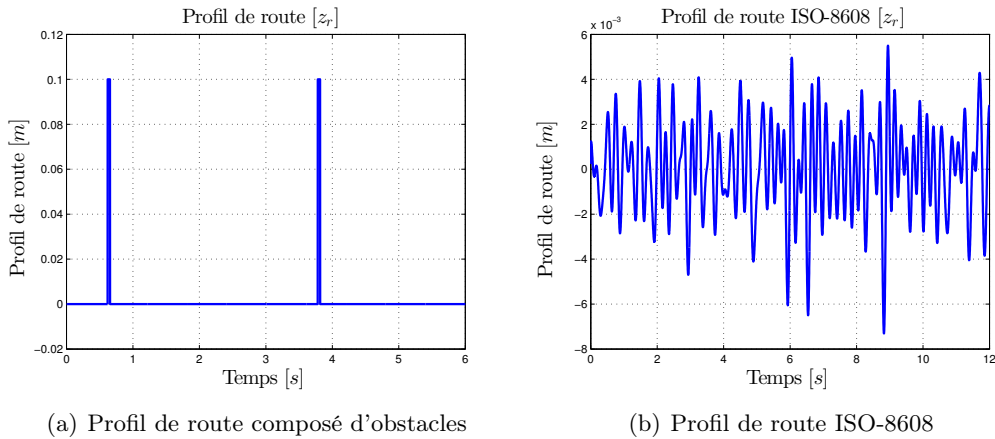 Profil de route [z_r]
0.12
0.1
0.08
0.06
0.04
0.02
0
−0.02
Profil de route [m]
0 1 2 3 4 5 6
Temps [s]
(a) Profil de route composé d'obstacles
Profil de route ISO-8608 [z_r]
x 10^-3
6
4
2
0
−2
−4
−6
−8
Profil de route [m]
0 2 4 6 8 10 12
Temps [s]
(b) Profil de route ISO-8608